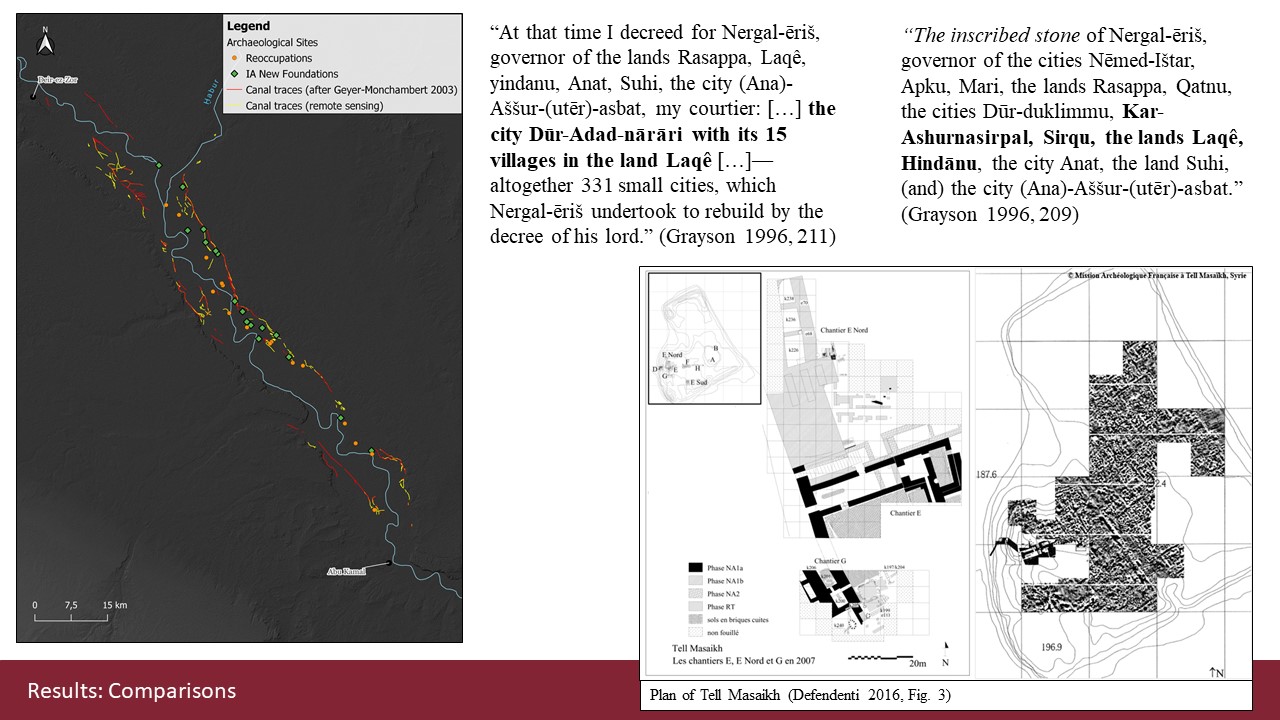 N
Deir-ez-Zor
Habur
Legend
Archaeological Sites
Reoccupations
IA New Foundations
Canal traces (after Geyer-Monchambert 2003)
Canal traces (remote sensing)
Abu Kamal
0 7,5 15 km
“At that time I decreed for Nergal-ēriš,
governor of the lands Rasappa, Laqê,
yindanu, Anat, Suhi, the city (Ana)-
Aššur-(utēr)-asbat, my courtier: […] the
city Dūr-Adad-nārāri with its 15
villages in the land Laqê […]—
altogether 331 small cities, which
Nergal-ēriš undertook to rebuild by the
decree of his lord.” (Grayson 1996, 211)
“The inscribed stone of Nergal-ēriš,
governor of the cities Nēmed-Ištar,
Apku, Mari, the lands Rasappa, Qatnu,
the cities Dūr-duklimmu, Kar-
Ashurnasirpal, Sirqu, the lands Laqê,
Hindānu, the city Anat, the land Suhi,
(and) the city (Ana)-Aššur-(utēr)-asbat.”
(Grayson 1996, 209)
© Mission Archéologique Française à Tell Masaïkh, Syrie
E Nord
B
A
D
E
F
H
G
E Sud
Chantier E Nord
Chantier E
Chantier G
Phase NA1a
Phase NA1b
Phase NA2
Phase RT
sols en briques cuites
non fouillé
Tell Masaikh
Les chantiers E, E Nord et G en 2007
20m
N
187.6
2.4
196.9
↑N
Plan of Tell Masaikh (Defendenti 2016, Fig. 3)
Results: Comparisons